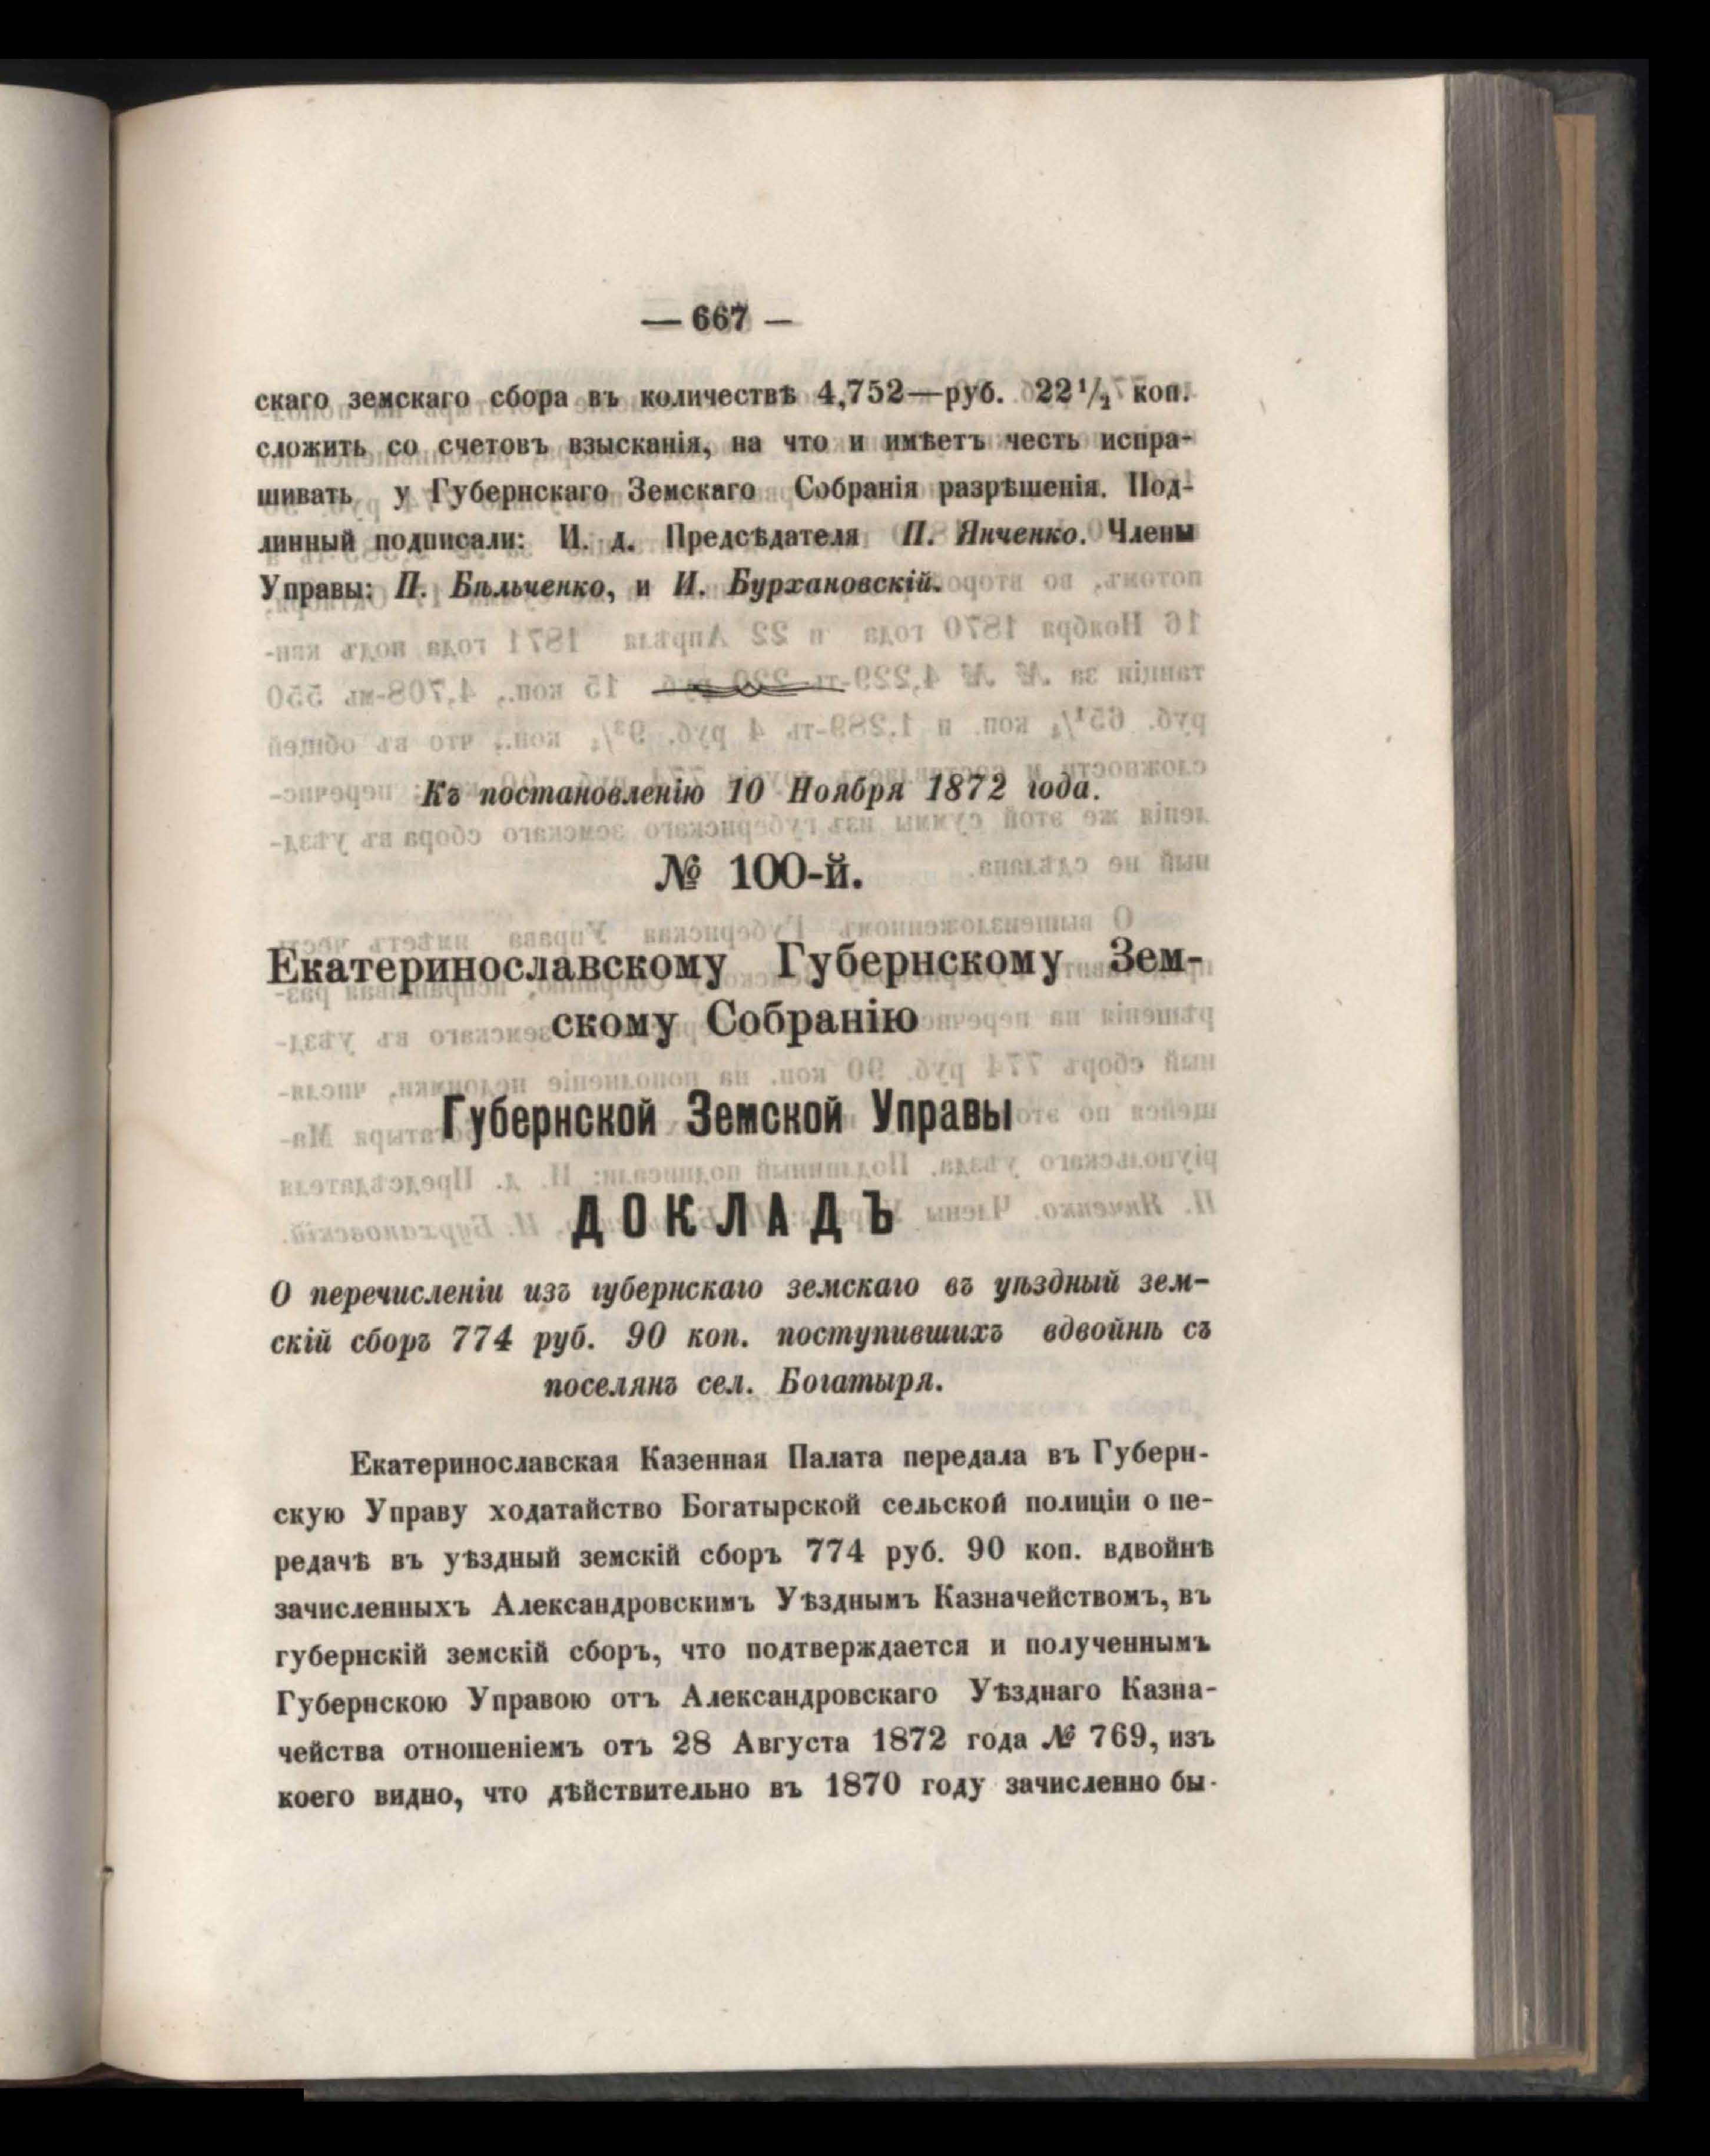 — 667 —
скаго земскаго сбора въ количествѣ 4,752—руб. 22 1/2 коп.
сложить со счетовъ взысканія, на что и имѣетъ честь испра-
шивать у Губернскаго Земскаго Собранія разрѣшенія. Под-
линный подписали: И. д. Предсѣдателя П. Янченко. Члены
Управы: П. Бѣльченко, и И. Бурхановскій.
Къ постановленію 10 Ноября 1872 года.
№ 100-й.
Екатеринославскому Губернскому Зем-
скому Собранію
Губернской Земской Управы
ДОКЛАДЪ
О перечисленіи изъ губернскаго земскаго въ уѣздный зем-
скій сборъ 774 руб. 90 коп. поступившихъ вдвойнѣ съ
поселянъ сел. Богатыря.
Екатеринославская Казенная Палата передала въ Губерн-
скую Управу ходатайство Богатырской сельской полиціи о пе-
редачѣ въ уѣздный земскій сборъ 774 руб. 90 коп. вдвойнѣ
зачисленныхъ Александровскимъ Уѣзднымъ Казначействомъ, въ
губернскій земскій сборъ, что подтверждается и полученнымъ
Губернскою Управою отъ Александровскаго Уѣзднаго Казна-
чейства отношеніемъ отъ 28 Августа 1872 года № 769, изъ
коего видно, что дѣйствительно въ 1870 году зачисленно бы-